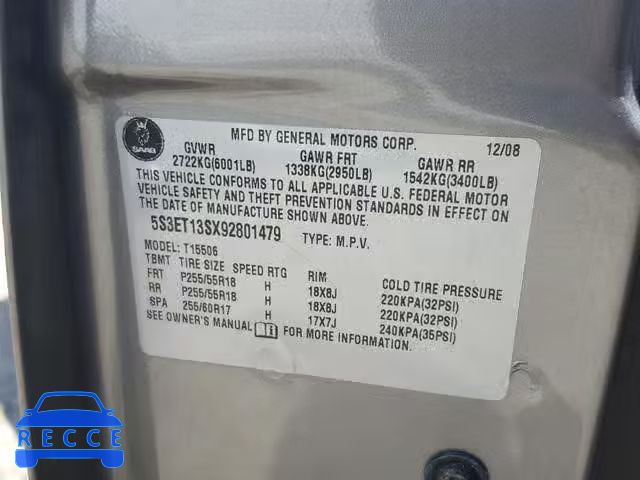 SAAB
MFD BY GENERAL MOTORS CORP. 12/08
GVWR GAWR FRT GAWR RR
2722KG(6001LB) 1338KG(2950LB) 1542KG(3400LB)
THIS VEHICLE CONFORMS TO ALL APPLICABLE U.S. FEDERAL MOTOR
VEHICLE SAFETY AND THEFT PREVENTION STANDARDS IN EFFECT ON
THE DATE OF MANUFACTURE SHOWN ABOVE.
5S3ET13SX92801479 TYPE: M.P.V.
MODEL: T15506
TBMT TIRE SIZE SPEED RTG RIM COLD TIRE PRESSURE
FRT P255/55R18 H 18X8J 220KPA(32PSI)
RR P255/55R18 H 18X8J 220KPA(32PSI)
SPA 255/60R17 H 17X7J 240KPA(35PSI)
SEE OWNER'S MANUAL i FOR MORE INFORMATION.
RECCE